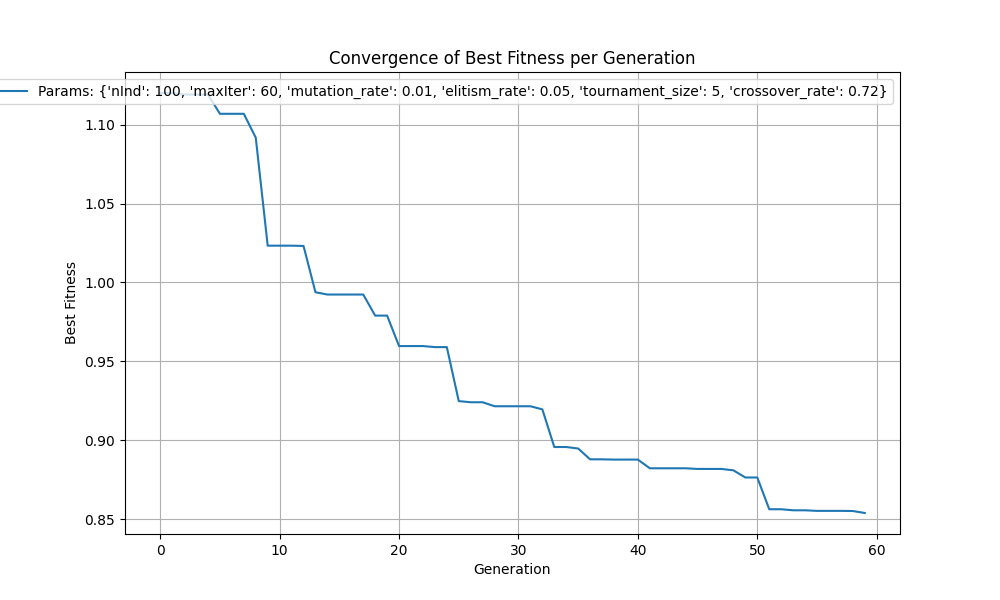 Convergence of Best Fitness per Generation
Params: {'nInd': 100, 'maxIter': 60, 'mutation_rate': 0.01, 'elitism_rate': 0.05, 'tournament_size': 5, 'crossover_rate': 0.72}
1.10
1.05
1.00
0.95
0.90
0.85
Best Fitness
0 10 20 30 40 50 60
Generation